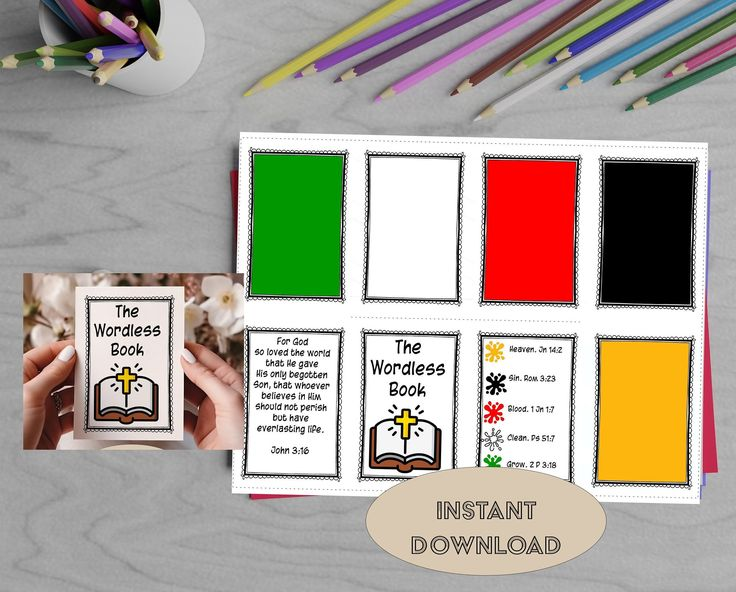 The
Wordless
Book
For God
so loved the world
that He gave
His only begotten
Son, that whoever
believes in Him
should not perish
but have
everlasting life.
John 3:16
The
Wordless
Book
Heaven. Jn 14:2
Sin. Rom 3:23
Blood. 1 Jn 1:7
Clean. Ps 51:7
Grow. 2 P 3:18
INSTANT
DOWNLOAD